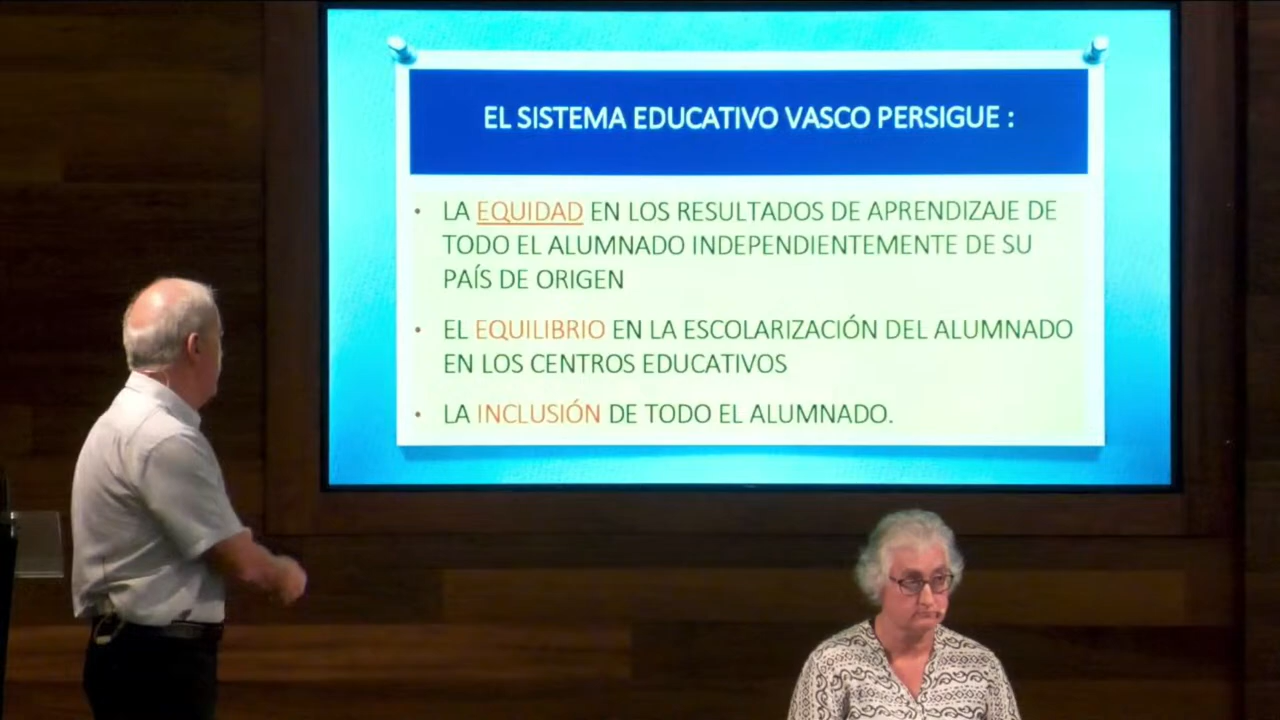 EL SISTEMA EDUCATIVO VASCO PERSIGUE :
• LA EQUIDAD EN LOS RESULTADOS DE APRENDIZAJE DE
TODO EL ALUMNADO INDEPENDIENTEMENTE DE SU
PAÍS DE ORIGEN
• EL EQUILIBRIO EN LA ESCOLARIZACIÓN DEL ALUMNADO
EN LOS CENTROS EDUCATIVOS
• LA INCLUSIÓN DE TODO EL ALUMNADO.